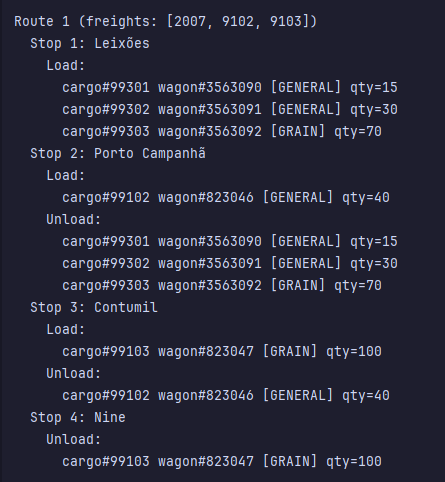 Route 1 (freights: [2007, 9102, 9103])
Stop 1: Leixões
Load:
cargo#99301 wagon#3563090 [GENERAL] qty=15
cargo#99302 wagon#3563091 [GENERAL] qty=30
cargo#99303 wagon#3563092 [GRAIN] qty=70
Stop 2: Porto Campanhã
Load:
cargo#99102 wagon#823046 [GENERAL] qty=40
Unload:
cargo#99301 wagon#3563090 [GENERAL] qty=15
cargo#99302 wagon#3563091 [GENERAL] qty=30
cargo#99303 wagon#3563092 [GRAIN] qty=70
Stop 3: Contumil
Load:
cargo#99103 wagon#823047 [GRAIN] qty=100
Unload:
cargo#99102 wagon#823046 [GENERAL] qty=40
Stop 4: Nine
Unload:
cargo#99103 wagon#823047 [GRAIN] qty=100